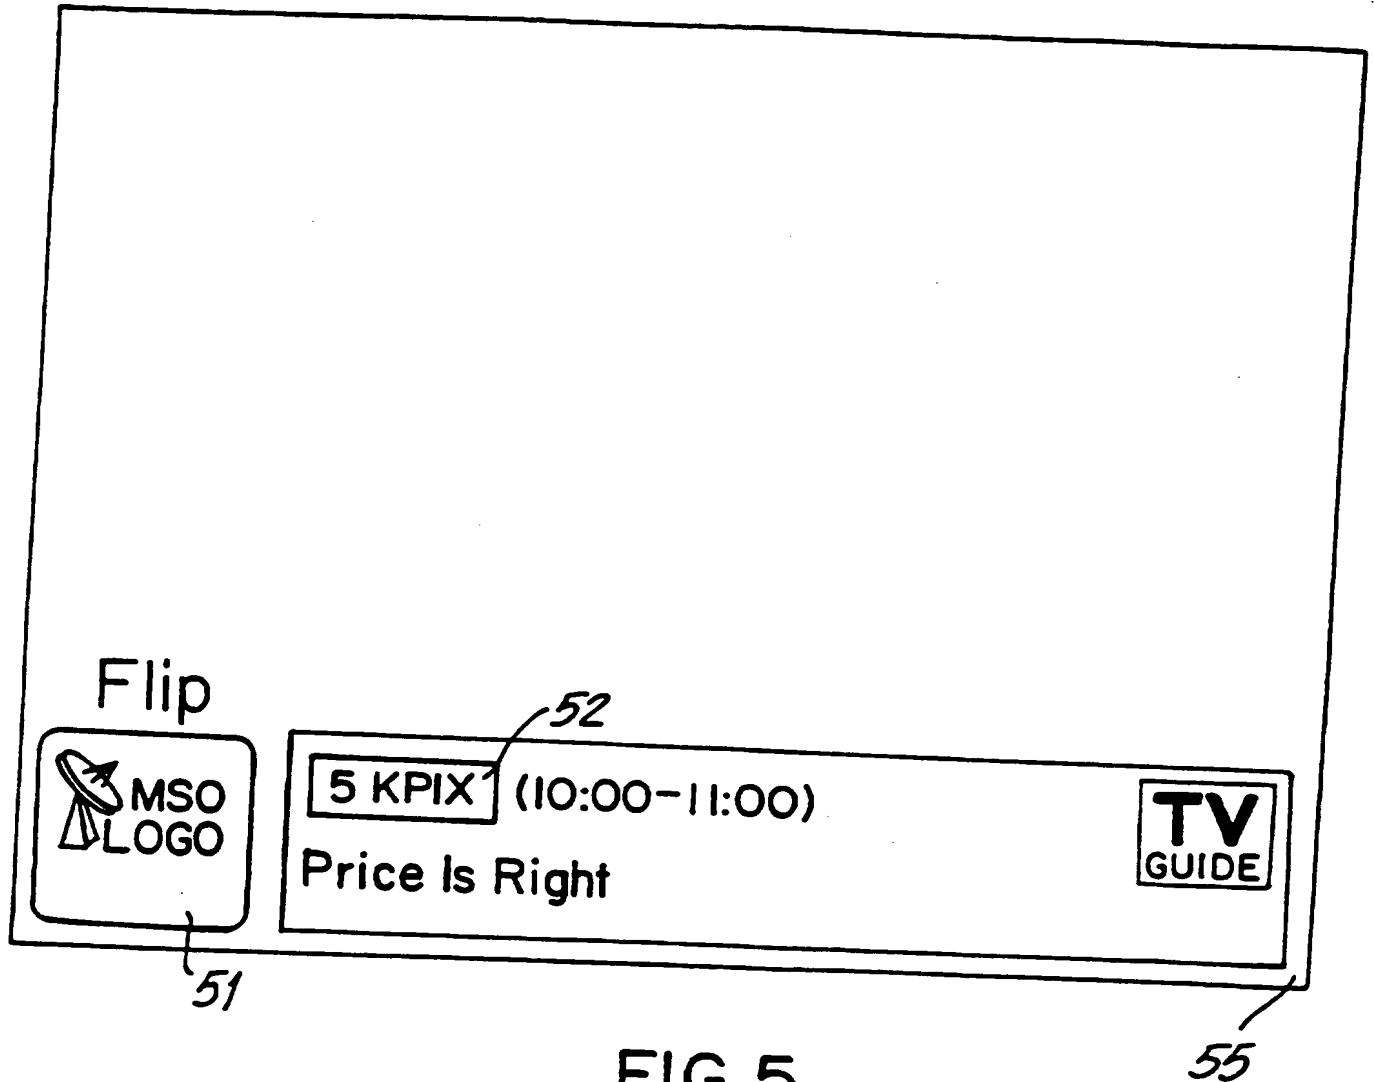 Flip
52
5 KPIX (10:00-11:00)
TV
GUIDE
MSO
LOGO
Price Is Right
51
55
FIG.5